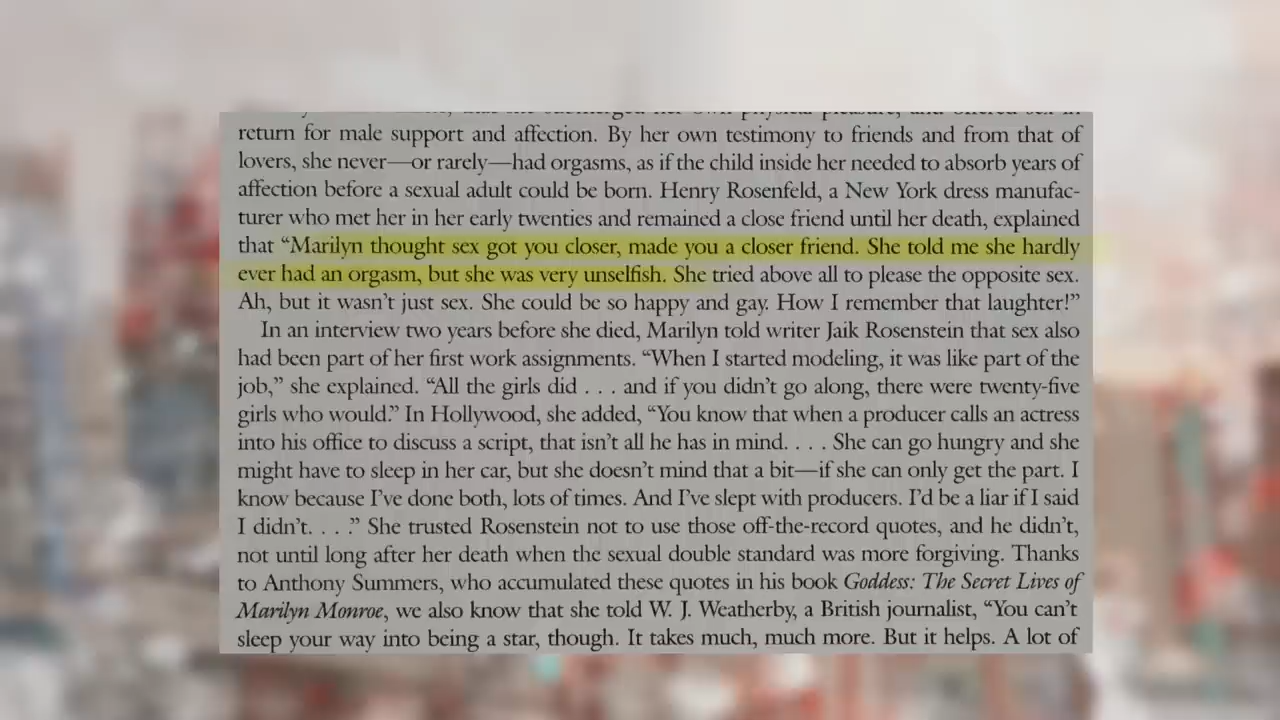 return for male support and affection. By her own testimony to friends and from that of
lovers, she never—or rarely—had orgasms, as if the child inside her needed to absorb years of
affection before a sexual adult could be born. Henry Rosenfeld, a New York dress manufac-
turer who met her in her early twenties and remained a close friend until her death, explained
that “Marilyn thought sex got you closer, made you a closer friend. She told me she hardly
ever had an orgasm, but she was very unselfish. She tried above all to please the opposite sex.
Ah, but it wasn’t just sex. She could be so happy and gay. How I remember that laughter!”
In an interview two years before she died, Marilyn told writer Jaik Rosenstein that sex also
had been part of her first work assignments. “When I started modeling, it was like part of the
job,” she explained. “All the girls did . . . and if you didn’t go along, there were twenty-five
girls who would.” In Hollywood, she added, “You know that when a producer calls an actress
into his office to discuss a script, that isn’t all he has in mind. . . . She can go hungry and she
might have to sleep in her car, but she doesn’t mind that a bit—if she can only get the part. I
know because I’ve done both, lots of times. And I’ve slept with producers. I’d be a liar if I said
I didn’t. . . .” She trusted Rosenstein not to use those off-the-record quotes, and he didn’t,
not until long after her death when the sexual double standard was more forgiving. Thanks
to Anthony Summers, who accumulated these quotes in his book Goddess: The Secret Lives of
Marilyn Monroe, we also know that she told W. J. Weatherby, a British journalist, “You can’t
sleep your way into being a star, though. It takes much, much more. But it helps. A lot of